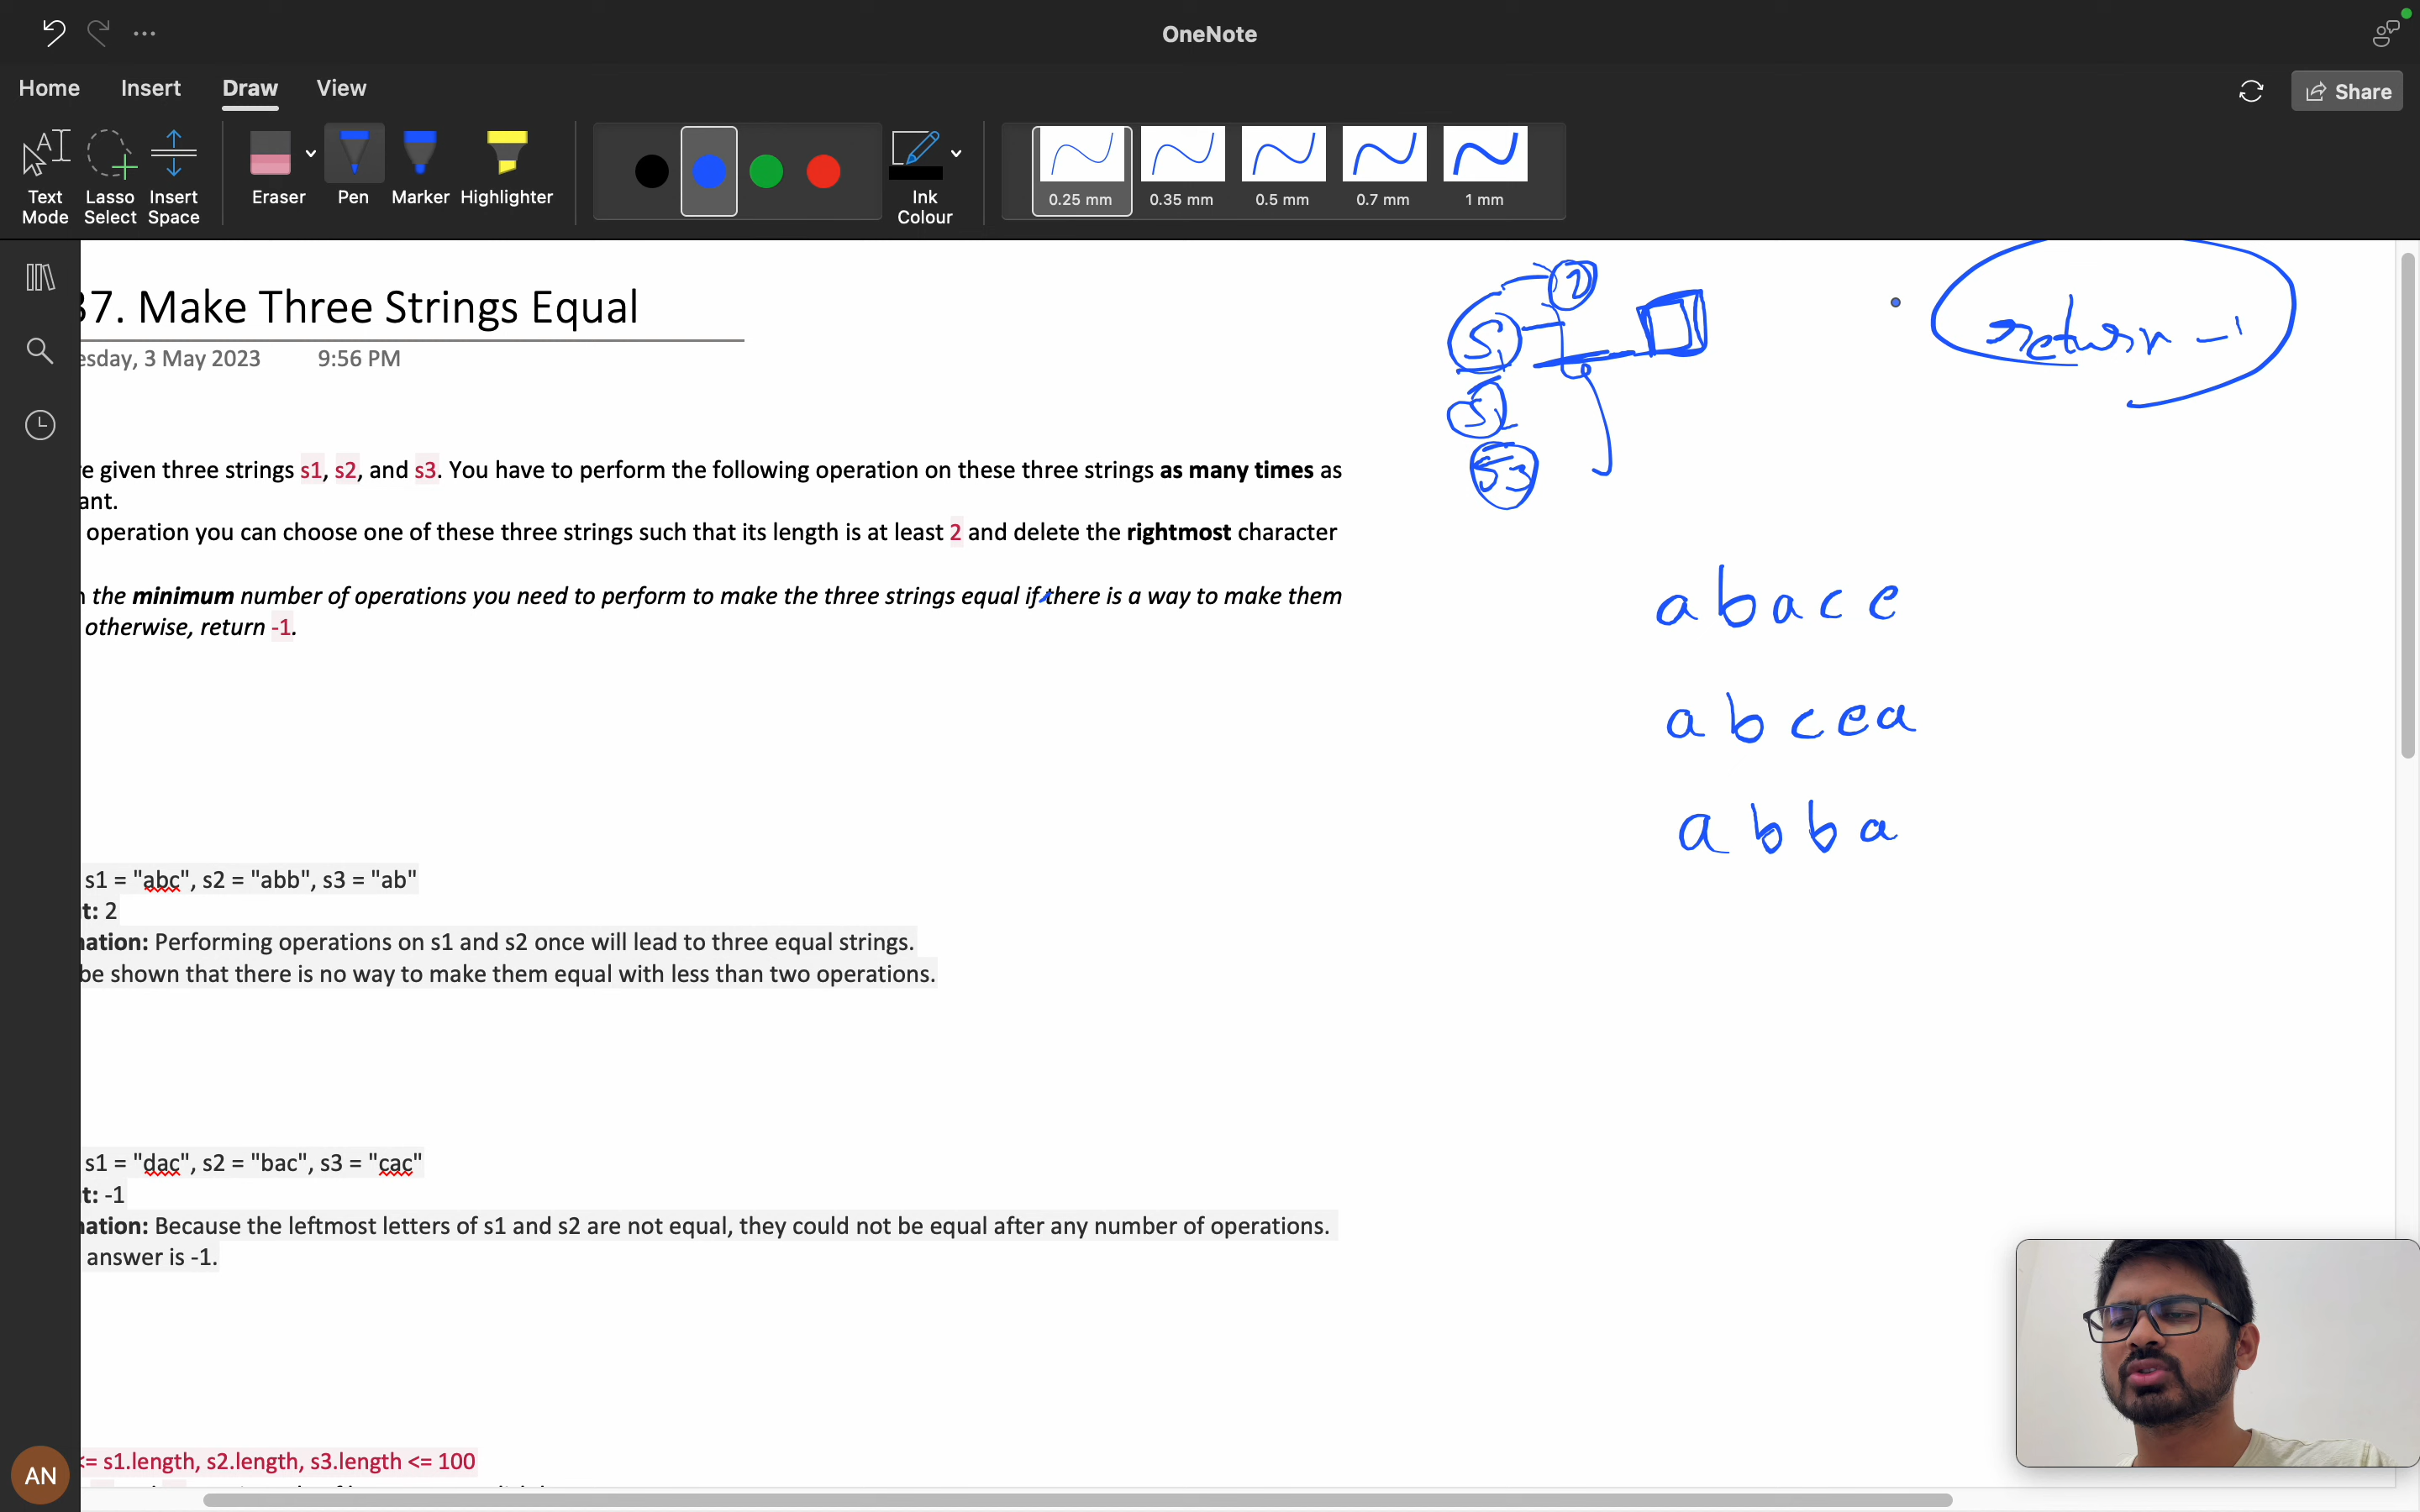 OneNote
Home Insert Draw View
Share
Text Mode
Lasso Select
Insert Space
Eraser
Pen
Marker
Highlighter
Ink Colour
0.25 mm
0.35 mm
0.5 mm
0.7 mm
1 mm
37. Make Three Strings Equal
esday, 3 May 2023 9:56 PM
e given three strings s1, s2, and s3. You have to perform the following operation on these three strings as many times as
ant.
operation you can choose one of these three strings such that its length is at least 2 and delete the rightmost character
n the minimum number of operations you need to perform to make the three strings equal if there is a way to make them
otherwise, return -1.
s1 = "abc", s2 = "abb", s3 = "ab"
t: 2
nation: Performing operations on s1 and s2 once will lead to three equal strings.
be shown that there is no way to make them equal with less than two operations.
s1 = "dac", s2 = "bac", s3 = "cac"
t: -1
nation: Because the leftmost letters of s1 and s2 are not equal, they could not be equal after any number of operations.
answer is -1.
<= s1.length, s2.length, s3.length <= 100
AN
2
S1
S2
S3
return -1
a b a c e
a b c e a
a b b a